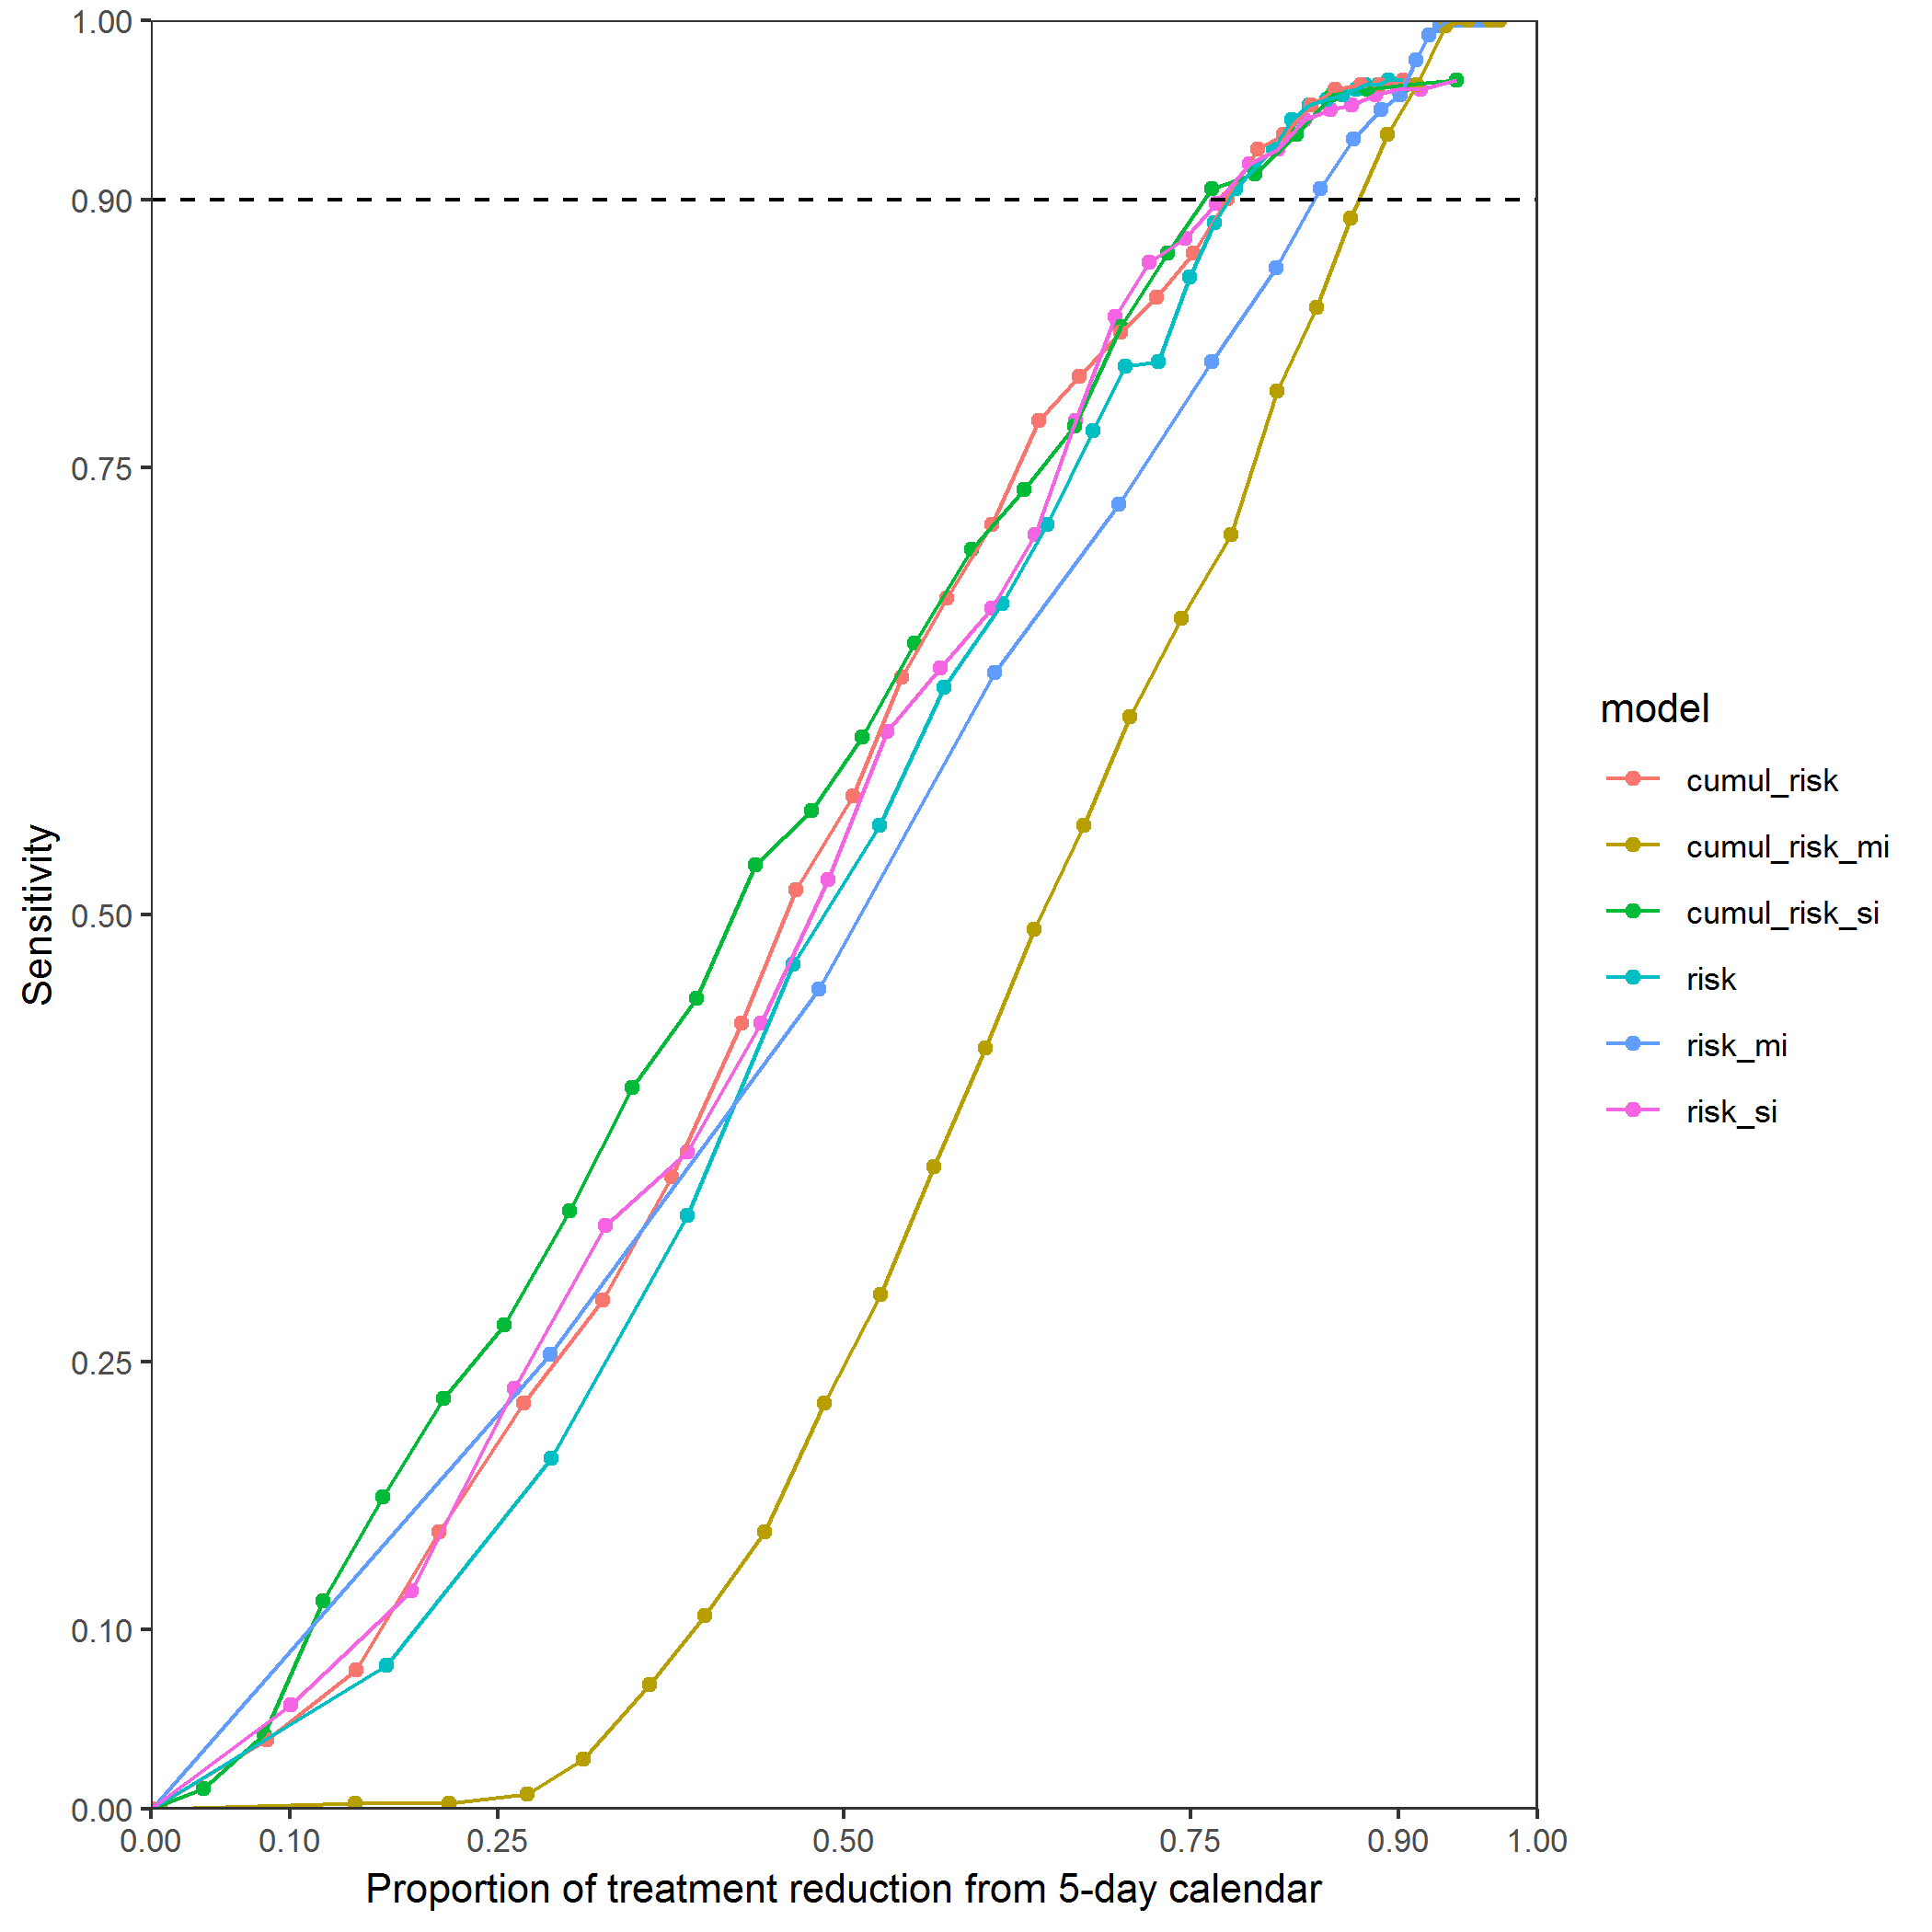 1.00
0.90
0.75
0.50
0.25
0.10
0.00
Sensitivity
0.00 0.10 0.25 0.50 0.75 0.90 1.00
Proportion of treatment reduction from 5-day calendar
model
cumul_risk
cumul_risk_mi
cumul_risk_si
risk
risk_mi
risk_si